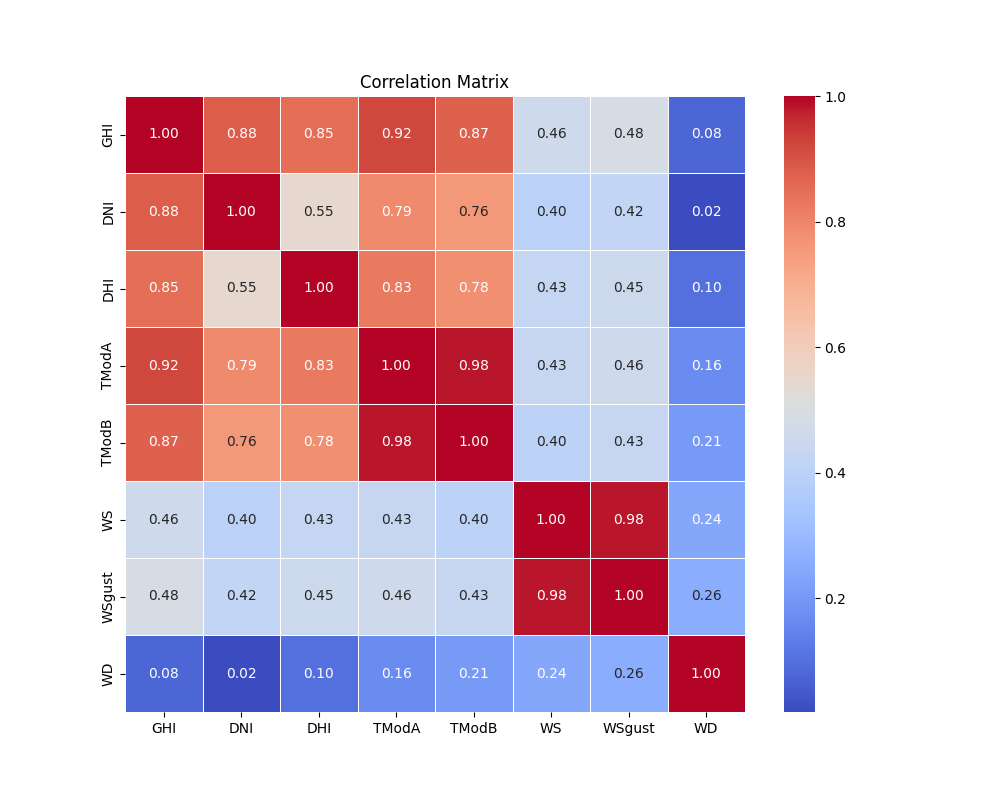 Correlation Matrix
GHI 1.00 0.88 0.85 0.92 0.87 0.46 0.48 0.08
DNI 0.88 1.00 0.55 0.79 0.76 0.40 0.42 0.02
DHI 0.85 0.55 1.00 0.83 0.78 0.43 0.45 0.10
TModA 0.92 0.79 0.83 1.00 0.98 0.43 0.46 0.16
TModB 0.87 0.76 0.78 0.98 1.00 0.40 0.43 0.21
WS 0.46 0.40 0.43 0.43 0.40 1.00 0.98 0.24
WSgust 0.48 0.42 0.45 0.46 0.43 0.98 1.00 0.26
WD 0.08 0.02 0.10 0.16 0.21 0.24 0.26 1.00
GHI DNI DHI TModA TModB WS WSgust WD
1.0
0.8
0.6
0.4
0.2